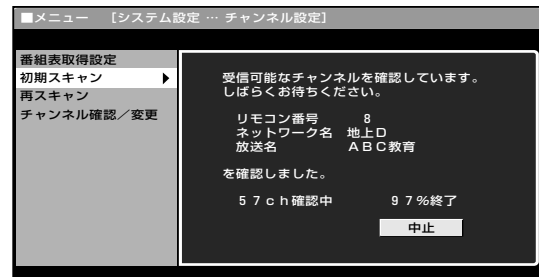 ■メニュー [システム設定 … チャンネル設定]
番組表取得設定
初期スキャン ▶
再スキャン
チャンネル確認／変更
受信可能なチャンネルを確認しています。
しばらくお待ちください。
リモコン番号 8
ネットワーク名 地上D
放送名 ABC教育
を確認しました。
５７ｃｈ確認中 ９７％終了
中止